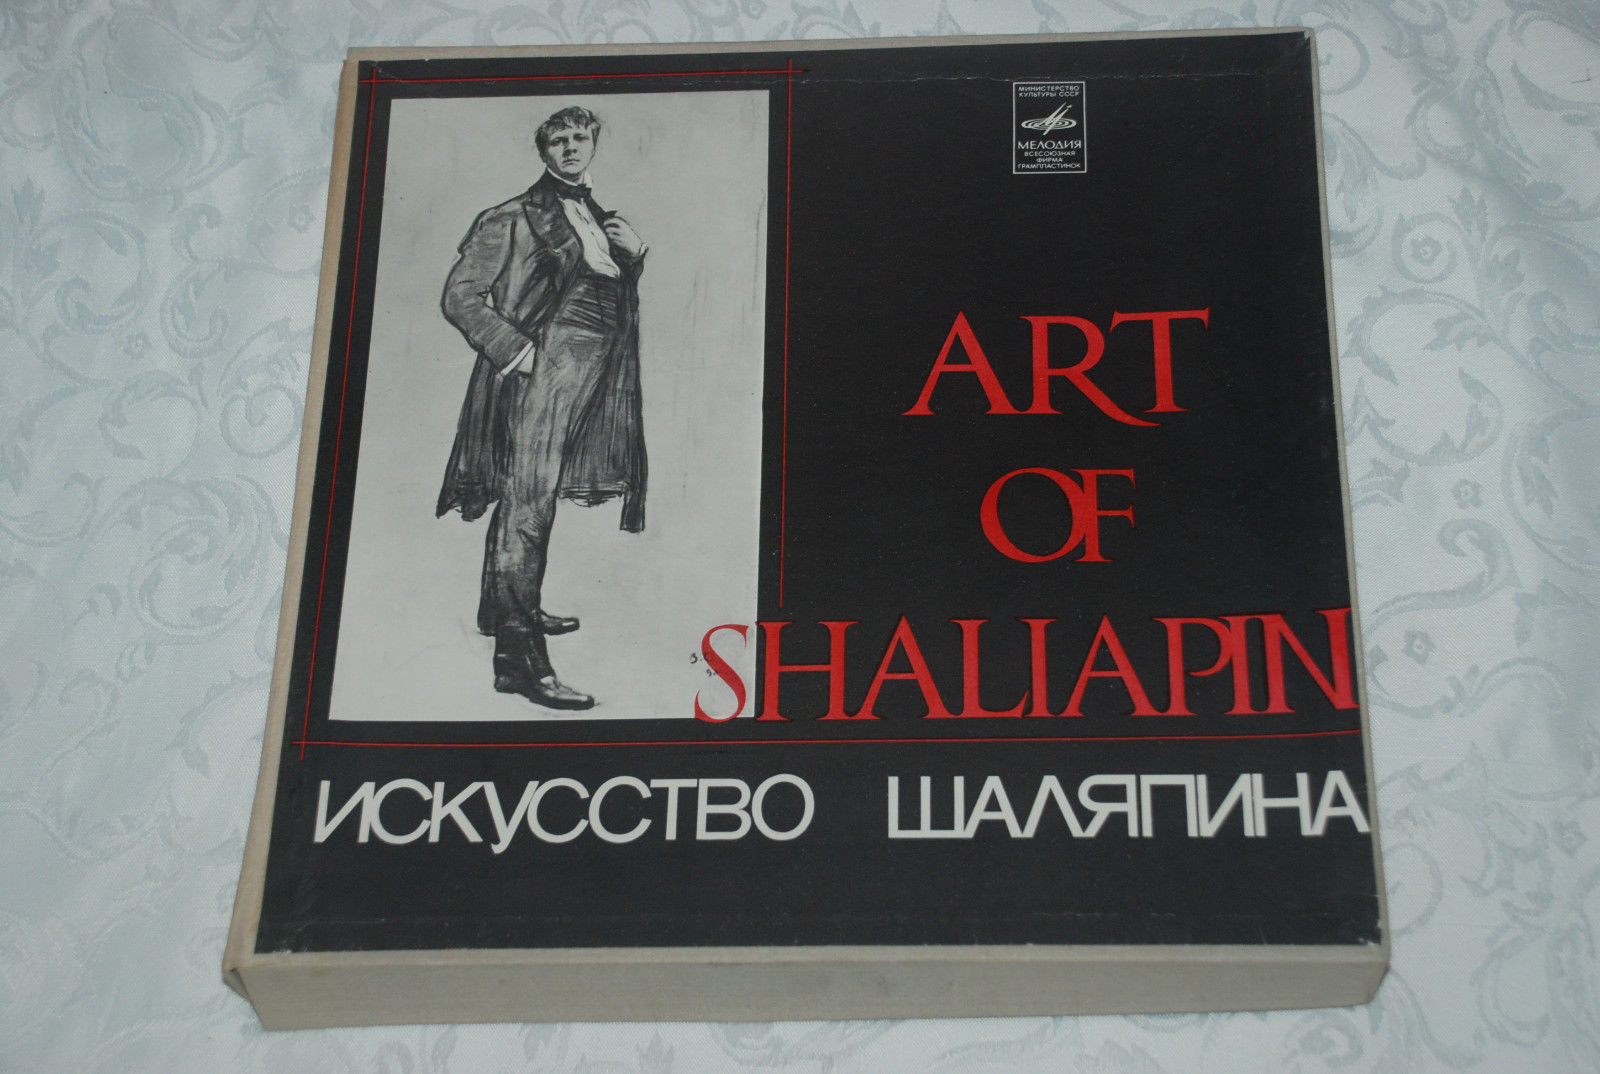 МИНИСТЕРСТВО
КУЛЬТУРЫ СССР
МЕЛОДИЯ
ВСЕСОЮЗНАЯ
ФИРМА
ГРАМПЛАСТИНОК
ART
OF
SHALIAPIN
ИСКУССТВО ШАЛЯПИНА